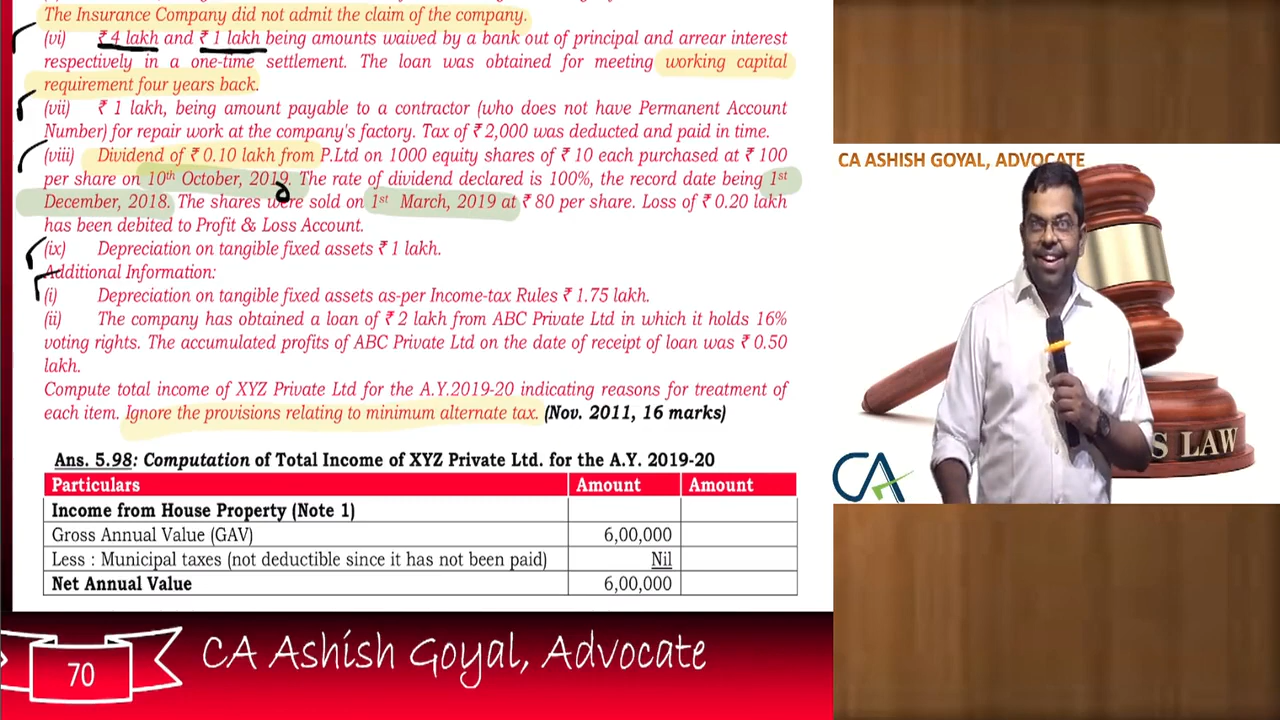 The Insurance Company did not admit the claim of the company.
(vi) ₹ 4 lakh and ₹ 1 lakh being amounts waived by a bank out of principal and arrear interest
respectively in a one-time settlement. The loan was obtained for meeting working capital
requirement four years back.
(vii) ₹ 1 lakh, being amount payable to a contractor (who does not have Permanent Account
Number) for repair work at the company's factory. Tax of ₹ 2,000 was deducted and paid in time.
(viii) Dividend of ₹ 0.10 lakh from P.Ltd on 1000 equity shares of ₹ 10 each purchased at ₹ 100
per share on 10th October, 2019. The rate of dividend declared is 100%, the record date being 1st
December, 2018. The shares were sold on 1st March, 2019 at ₹ 80 per share. Loss of ₹ 0.20 lakh
has been debited to Profit & Loss Account.
(ix) Depreciation on tangible fixed assets ₹ 1 lakh.
Additional Information:
(i) Depreciation on tangible fixed assets as-per Income-tax Rules ₹ 1.75 lakh.
(ii) The company has obtained a loan of ₹ 2 lakh from ABC Private Ltd in which it holds 16%
voting rights. The accumulated profits of ABC Private Ltd on the date of receipt of loan was ₹ 0.50
lakh.
Compute total income of XYZ Private Ltd for the A.Y.2019-20 indicating reasons for treatment of
each item. Ignore the provisions relating to minimum alternate tax. (Nov. 2011, 16 marks)
Ans. 5.98: Computation of Total Income of XYZ Private Ltd. for the A.Y. 2019-20
Particulars Amount Amount
Income from House Property (Note 1)
Gross Annual Value (GAV) 6,00,000
Less : Municipal taxes (not deductible since it has not been paid) Nil
Net Annual Value 6,00,000
70
CA Ashish Goyal, Advocate
CA ASHISH GOYAL, ADVOCATE
CA
S LAW